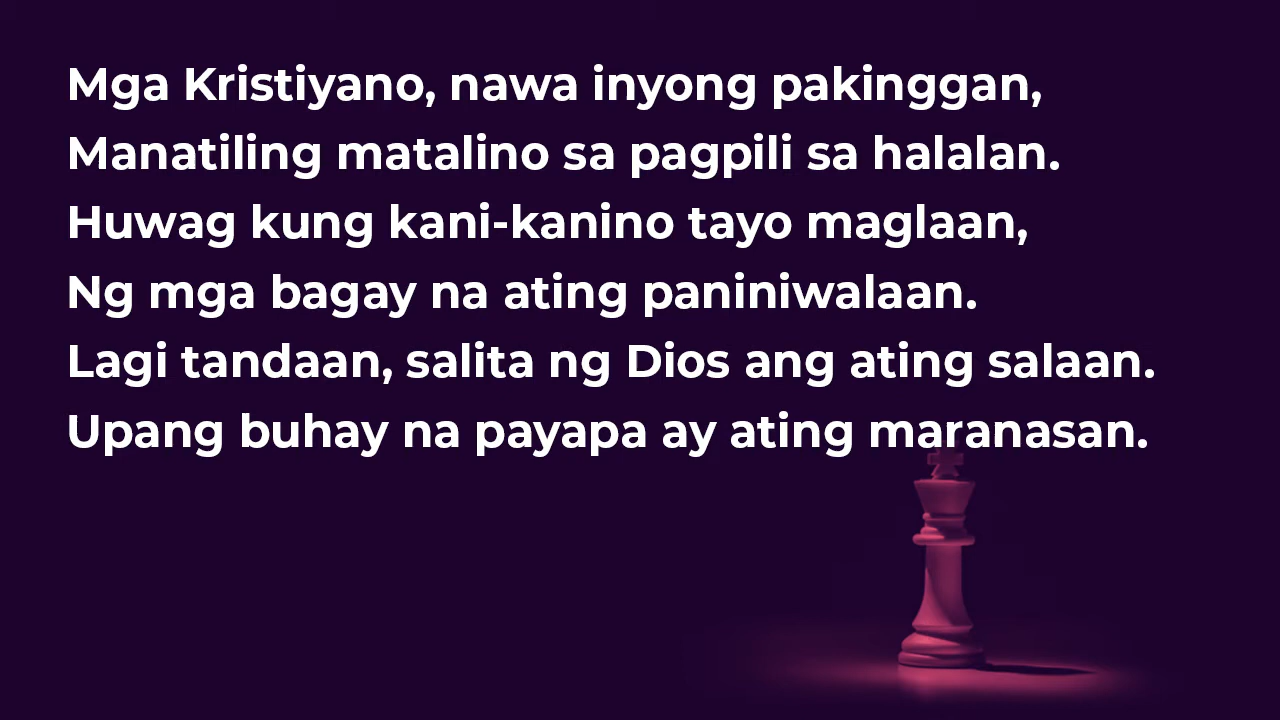 Mga Kristiyano, nawa inyong pakinggan,
Manatiling matalino sa pagpili sa halalan.
Huwag kung kani-kanino tayo maglaan,
Ng mga bagay na ating paniniwalaan.
Lagi tandaan, salita ng Dios ang ating salaan.
Upang buhay na payapa ay ating maranasan.